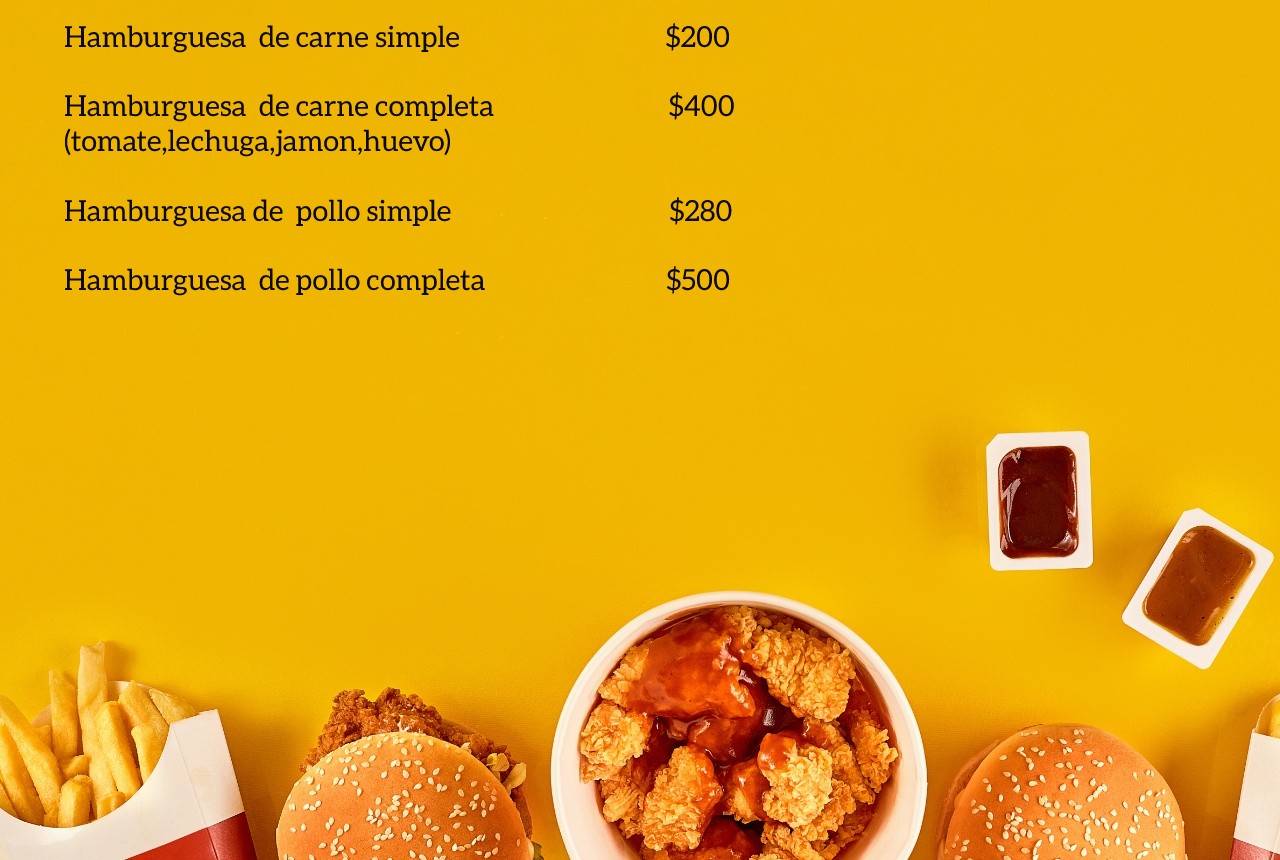 Hamburguesa de carne simple $200
Hamburguesa de carne completa $400
(tomate,lechuga,jamon,huevo)
Hamburguesa de pollo simple $280
Hamburguesa de pollo completa $500